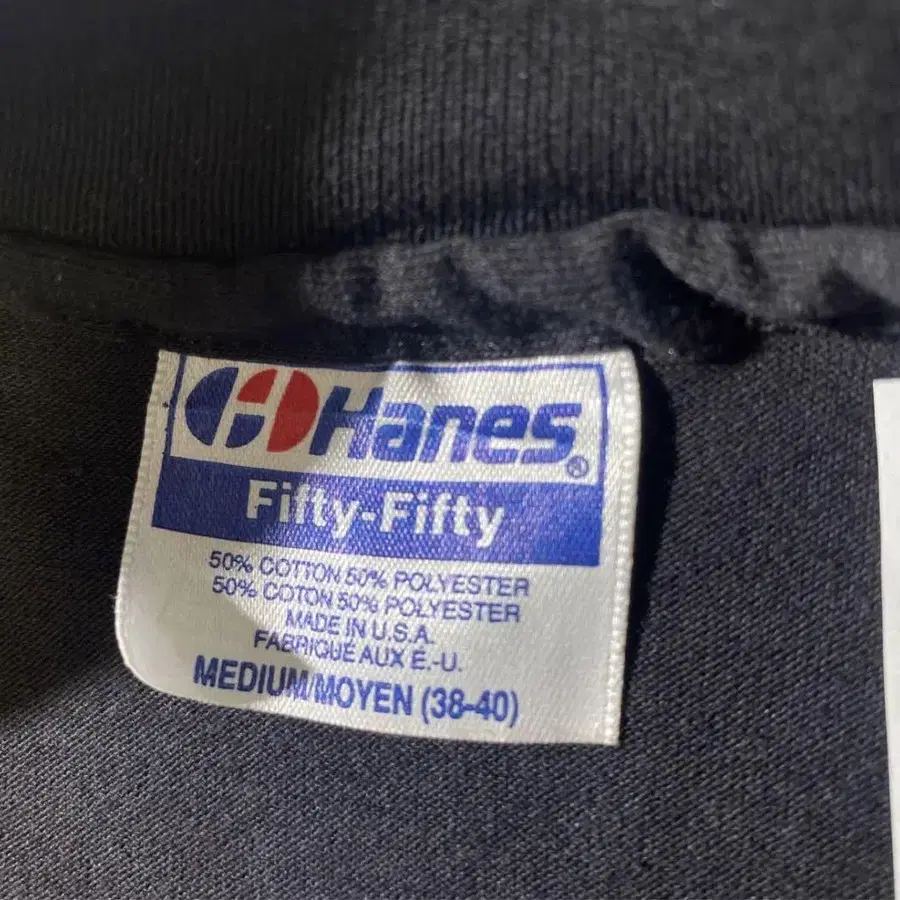 Hanes®
Fifty-Fifty
50% COTTON 50% POLYESTER
50% COTON 50% POLYESTER
MADE IN U.S.A.
FABRIQUÉ AUX É.-U.
MEDIUM/MOYEN (38-40)